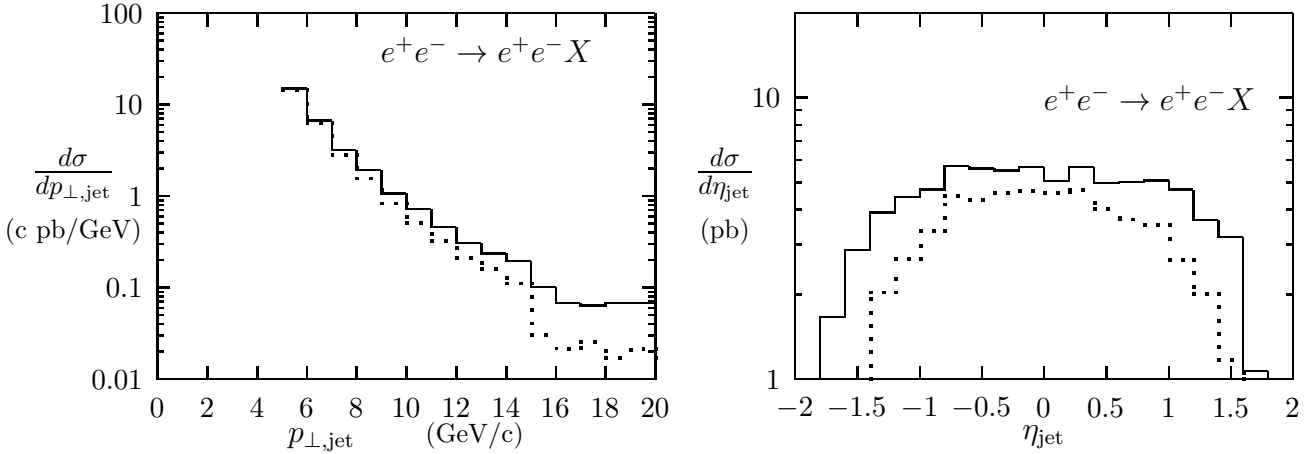 100
10
1
0.1
0.01
dσ
dp⊥,jet
(c pb/GeV)
e⁺e⁻ → e⁺e⁻X
0 2 4 6 8 10 12 14 16 18 20
p⊥,jet (GeV/c)
10
1
dσ
dηjet
(pb)
e⁺e⁻ → e⁺e⁻X
−2 −1.5 −1 −0.5 0 0.5 1 1.5 2
ηjet